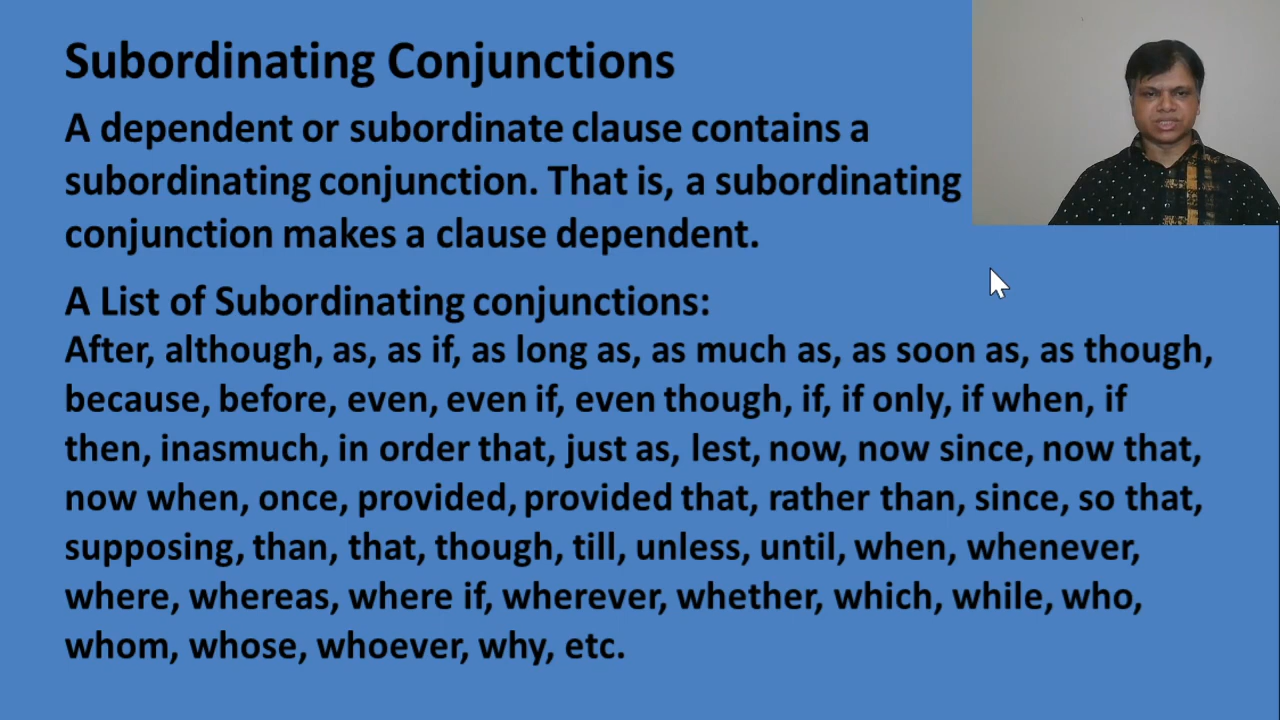 Subordinating Conjunctions
A dependent or subordinate clause contains a
subordinating conjunction. That is, a subordinating
conjunction makes a clause dependent.
A List of Subordinating conjunctions:
After, although, as, as if, as long as, as much as, as soon as, as though,
because, before, even, even if, even though, if, if only, if when, if
then, inasmuch, in order that, just as, lest, now, now since, now that,
now when, once, provided, provided that, rather than, since, so that,
supposing, than, that, though, till, unless, until, when, whenever,
where, whereas, where if, wherever, whether, which, while, who,
whom, whose, whoever, why, etc.